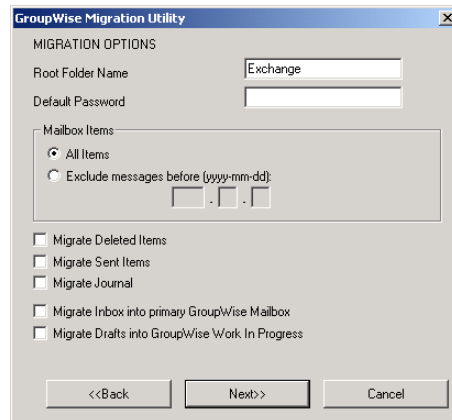 GroupWise Migration Utility
MIGRATION OPTIONS
Root Folder Name Exchange
Default Password
Mailbox Items
All Items
Exclude messages before (yyyy-mm-dd):
. .
Migrate Deleted Items
Migrate Sent Items
Migrate Journal
Migrate Inbox into primary GroupWise Mailbox
Migrate Drafts into GroupWise Work In Progress
<<Back Next>> Cancel